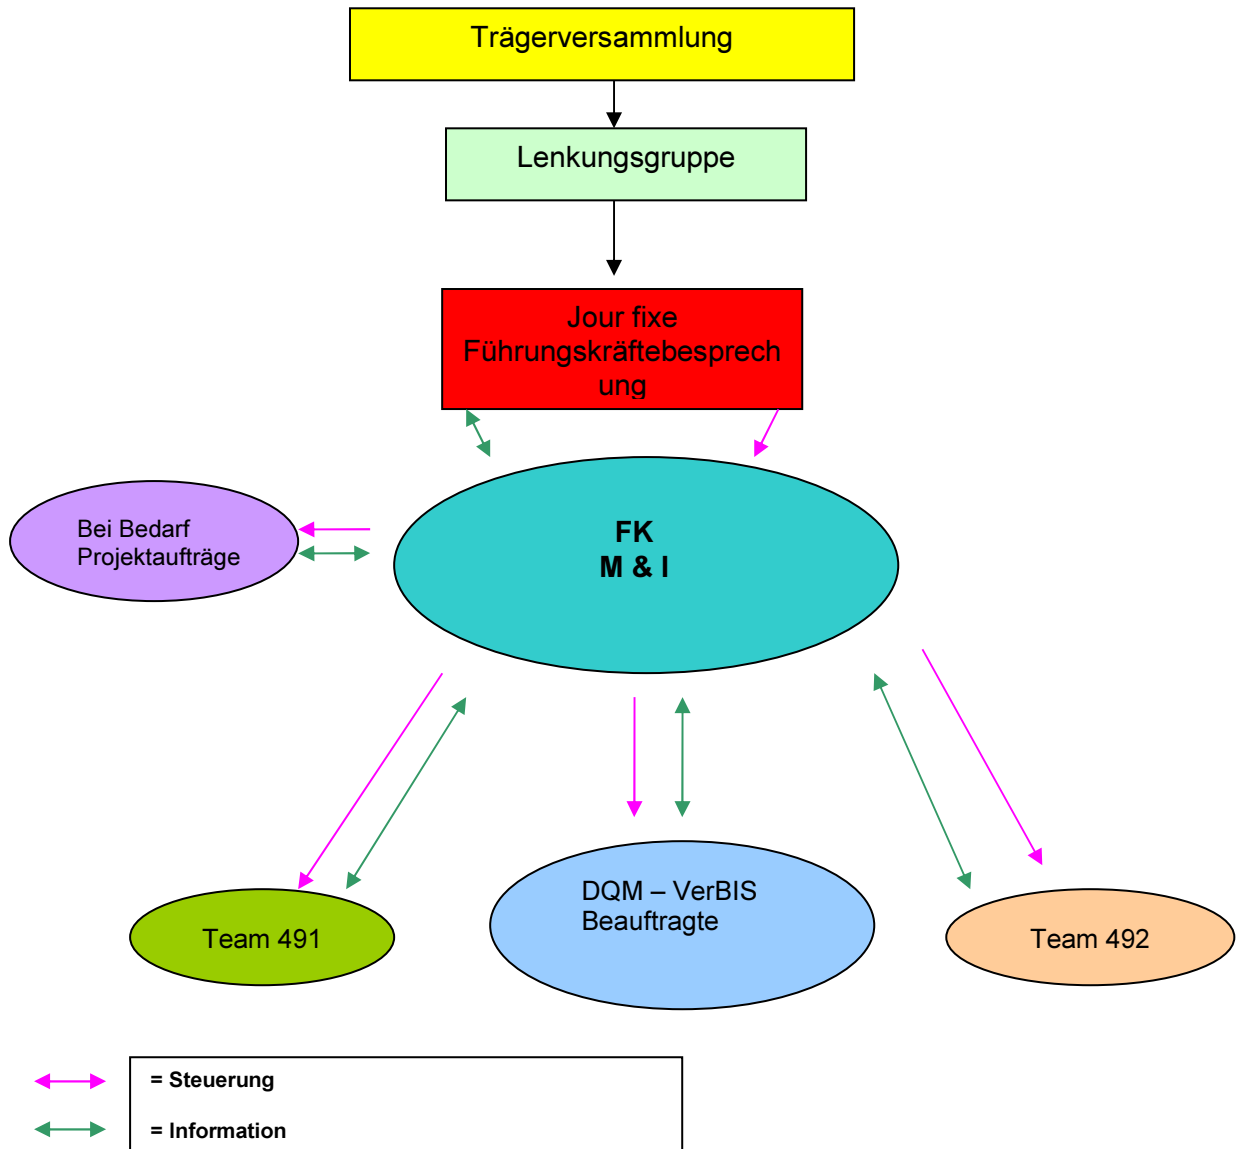 Trägerversammlung
Lenkungsgruppe
Jour fixe
Führungskräftebesprech
ung
Bei Bedarf
Projektaufträge
FK
M & I
Team 491
DQM – VerBIS
Beauftragte
Team 492
= Steuerung
= Information